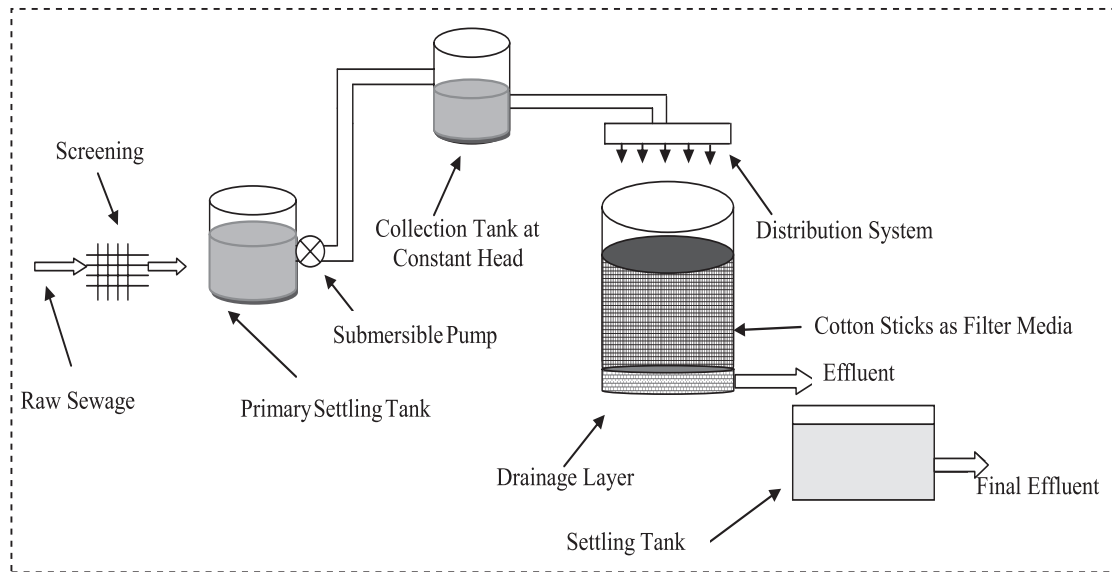 Screening
Raw Sewage
Primary Settling Tank
Submersible Pump
Collection Tank at
Constant Head
Distribution System
Cotton Sticks as Filter Media
Effluent
Drainage Layer
Settling Tank
Final Effluent